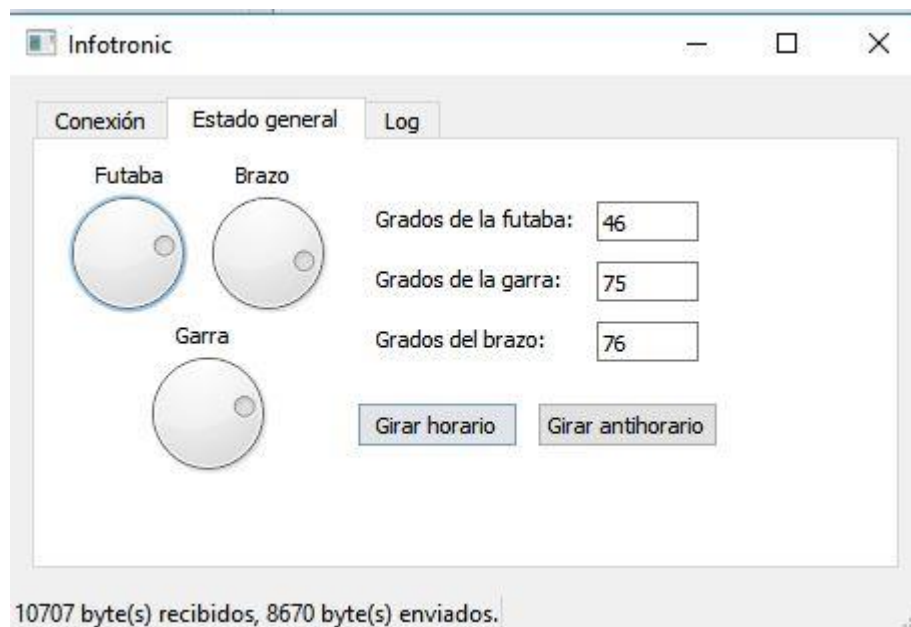 Infotronic
Conexión Estado general Log
Futaba Brazo
Grados de la futaba: 46
Grados de la garra: 75
Garra
Grados del brazo: 76
Girar horario Girar antihorario
10707 byte(s) recibidos, 8670 byte(s) enviados.